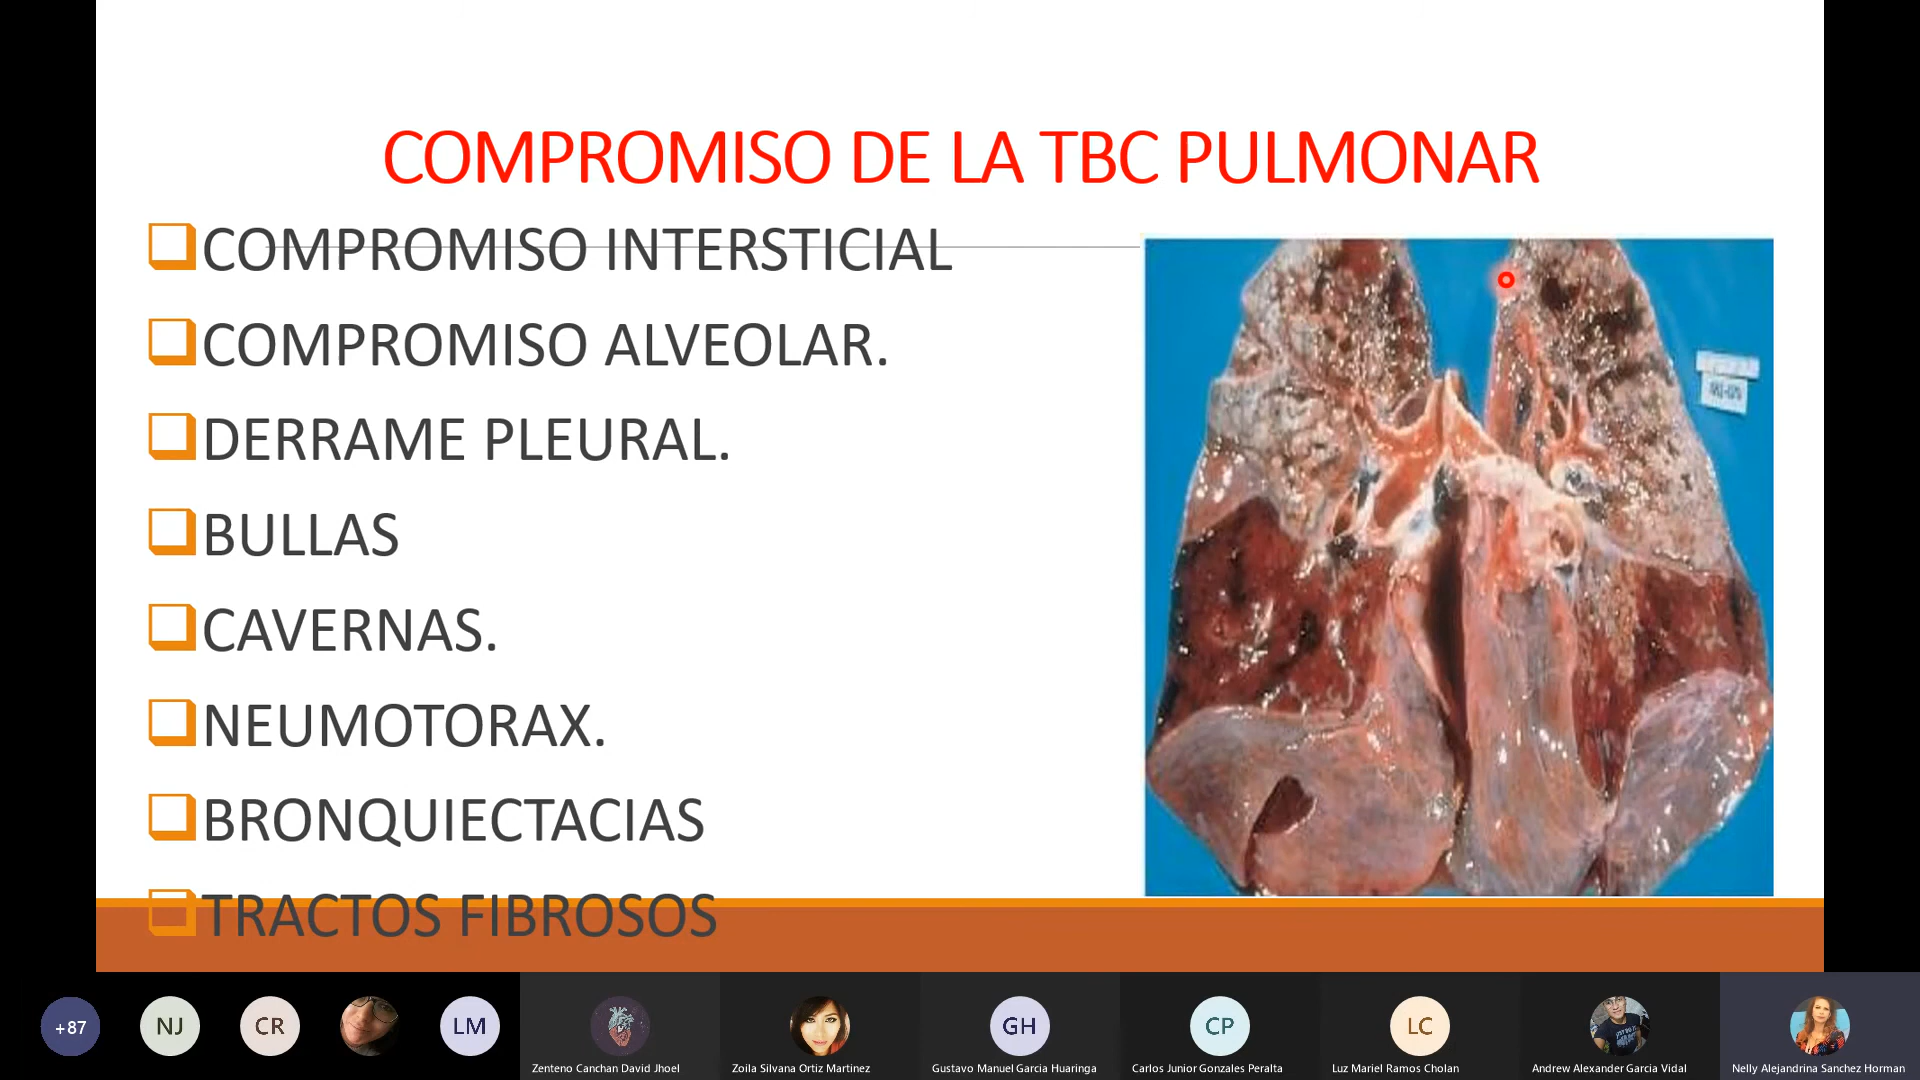 COMPROMISO DE LA TBC PULMONAR
COMPROMISO INTERSTICIAL
COMPROMISO ALVEOLAR.
DERRAME PLEURAL.
BULLAS
CAVERNAS.
NEUMOTORAX.
BRONQUIECTACIAS
TRACTOS FIBROSOS
+87
NJ
CR
LM
GH
CP
LC
Zenteno Canchan David Jhoel
Zoila Silvana Ortiz Martinez
Gustavo Manuel Garcia Huaringa
Carlos Junior Gonzales Peralta
Luz Mariel Ramos Cholan
Andrew Alexander Garcia Vidal
Nelly Alejandrina Sanchez Horman